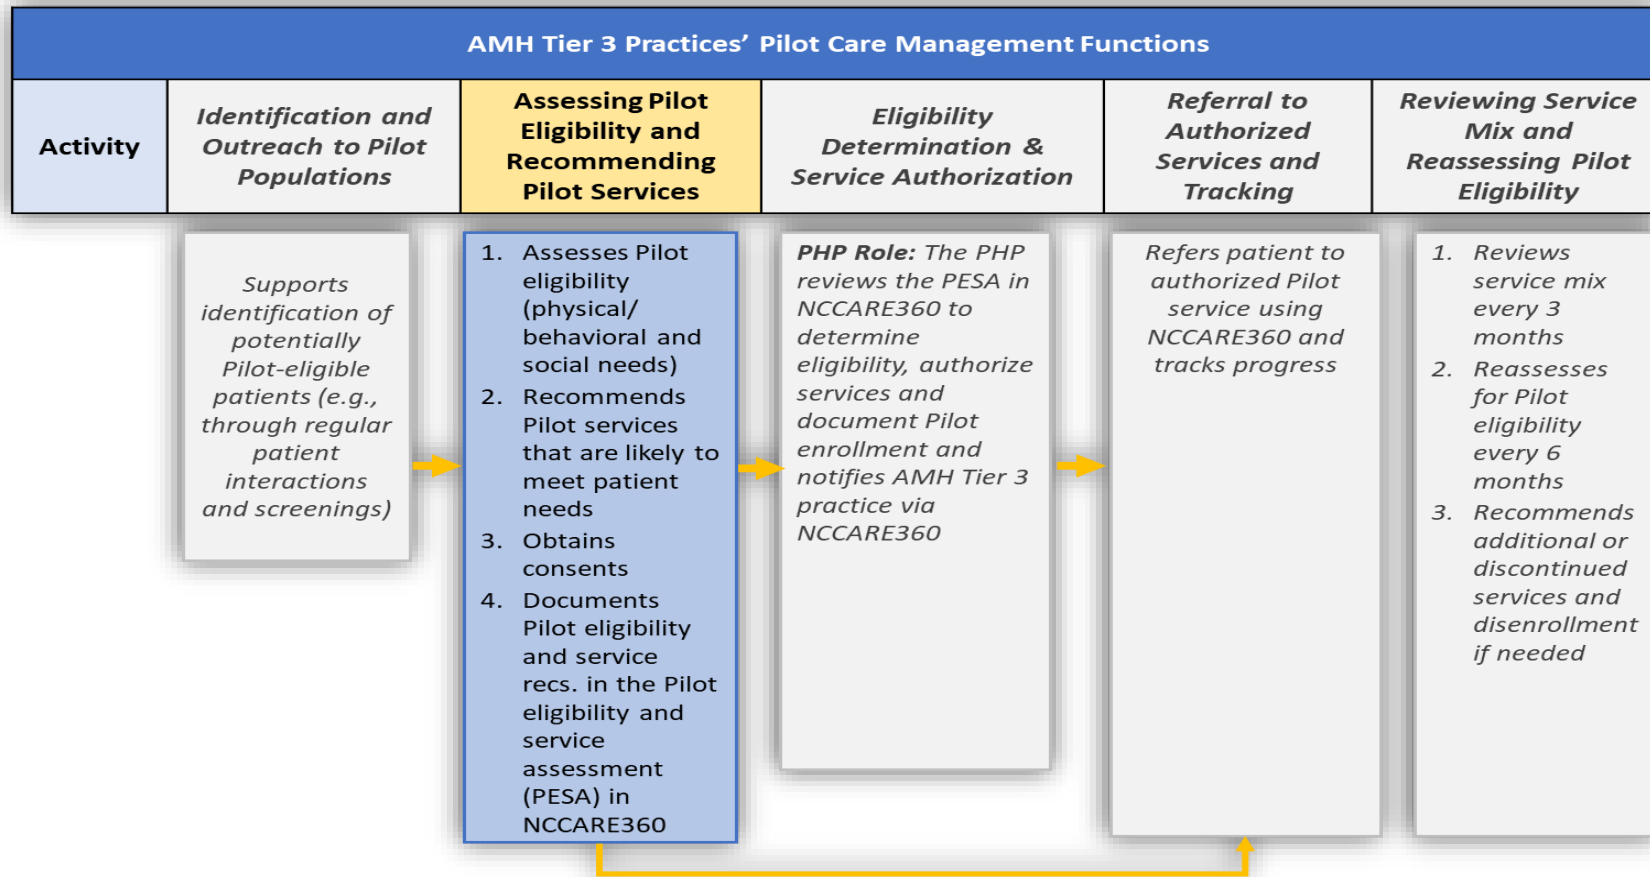 AMH Tier 3 Practices’ Pilot Care Management Functions
Activity
Identification and
Outreach to Pilot
Populations
Assessing Pilot
Eligibility and
Recommending
Pilot Services
Eligibility
Determination &
Service Authorization
Referral to
Authorized
Services and
Tracking
Reviewing Service
Mix and
Reassessing Pilot
Eligibility
Supports
identification of
potentially
Pilot-eligible
patients (e.g.,
through regular
patient
interactions
and screenings)
1. Assesses Pilot
eligibility
(physical/
behavioral and
social needs)
2. Recommends
Pilot services
that are likely to
meet patient
needs
3. Obtains
consents
4. Documents
Pilot eligibility
and service
recs. in the Pilot
eligibility and
service
assessment
(PESA) in
NCCARE360
PHP Role: The PHP
reviews the PESA in
NCCARE360 to
determine
eligibility, authorize
services and
document Pilot
enrollment and
notifies AMH Tier 3
practice via
NCCARE360
Refers patient to
authorized Pilot
service using
NCCARE360 and
tracks progress
1. Reviews
service mix
every 3
months
2. Reassesses
for Pilot
eligibility
every 6
months
3. Recommends
additional or
discontinued
services and
disenrollment
if needed